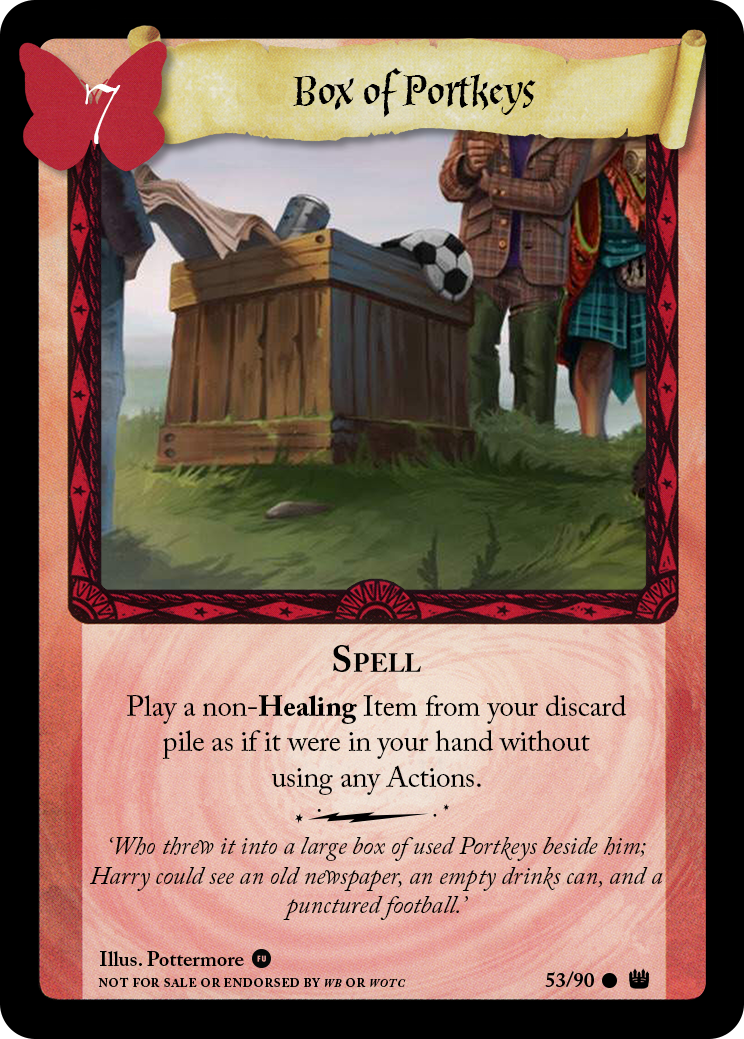 7
Box of Portkeys
Spell
Play a non-Healing Item from your discard
pile as if it were in your hand without
using any Actions.
‘Who threw it into a large box of used Portkeys beside him;
Harry could see an old newspaper, an empty drinks can, and a
punctured football.’
Illus. Pottermore FU
NOT FOR SALE OR ENDORSED BY WB OR WOTC
53/90